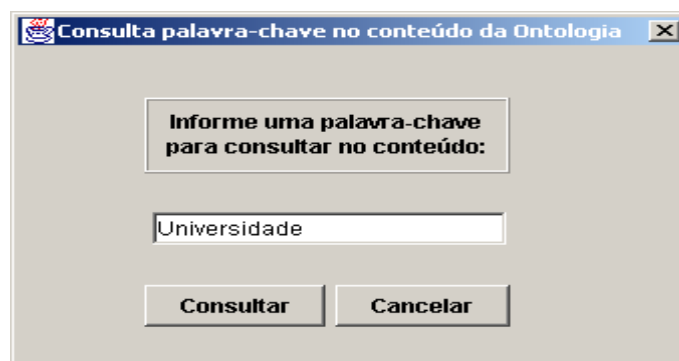 Consulta palavra-chave no conteúdo da Ontologia
Informe uma palavra-chave
para consultar no conteúdo:
Universidade
Consultar
Cancelar